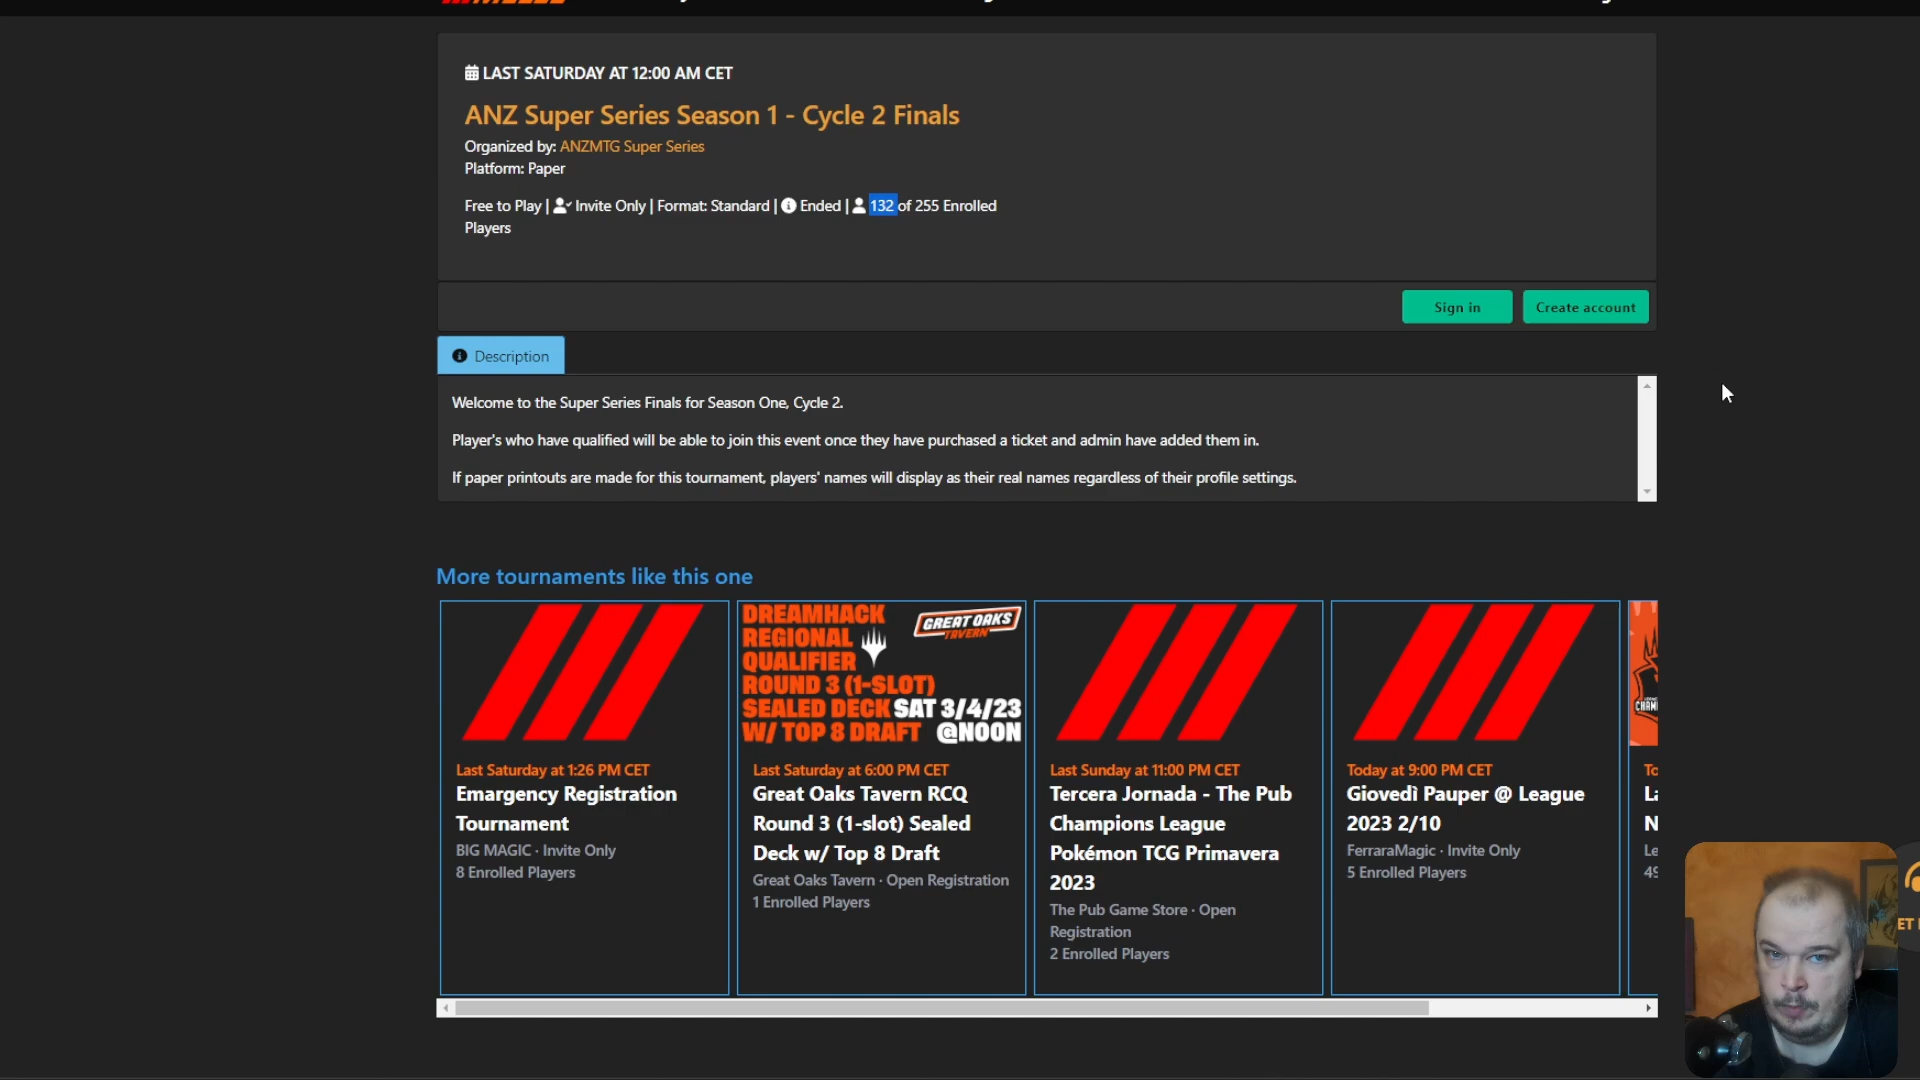 LAST SATURDAY AT 12:00 AM CET
ANZ Super Series Season 1 - Cycle 2 Finals
Organized by: ANZMTG Super Series
Platform: Paper
Free to Play | Invite Only | Format: Standard | Ended | 132 of 255 Enrolled
Players
Sign in
Create account
Description
Welcome to the Super Series Finals for Season One, Cycle 2.
Player's who have qualified will be able to join this event once they have purchased a ticket and admin have added them in.
If paper printouts are made for this tournament, players' names will display as their real names regardless of their profile settings.
More tournaments like this one
Last Saturday at 1:26 PM CET
Emargency Registration
Tournament
BIG MAGIC · Invite Only
8 Enrolled Players
DREAMHACK
REGIONAL
QUALIFIER
ROUND 3 (1-SLOT)
SEALED DECK SAT 3/4/23
W/ TOP 8 DRAFT @NOON
GREAT OAKS
TAVERN
Last Saturday at 6:00 PM CET
Great Oaks Tavern RCQ
Round 3 (1-slot) Sealed
Deck w/ Top 8 Draft
Great Oaks Tavern · Open Registration
1 Enrolled Players
Last Sunday at 11:00 PM CET
Tercera Jornada - The Pub
Champions League
Pokémon TCG Primavera
2023
The Pub Game Store · Open
Registration
2 Enrolled Players
Today at 9:00 PM CET
Giovedì Pauper @ League
2023 2/10
FerraraMagic · Invite Only
5 Enrolled Players
CHAM
To
La
N
Le
49
ET